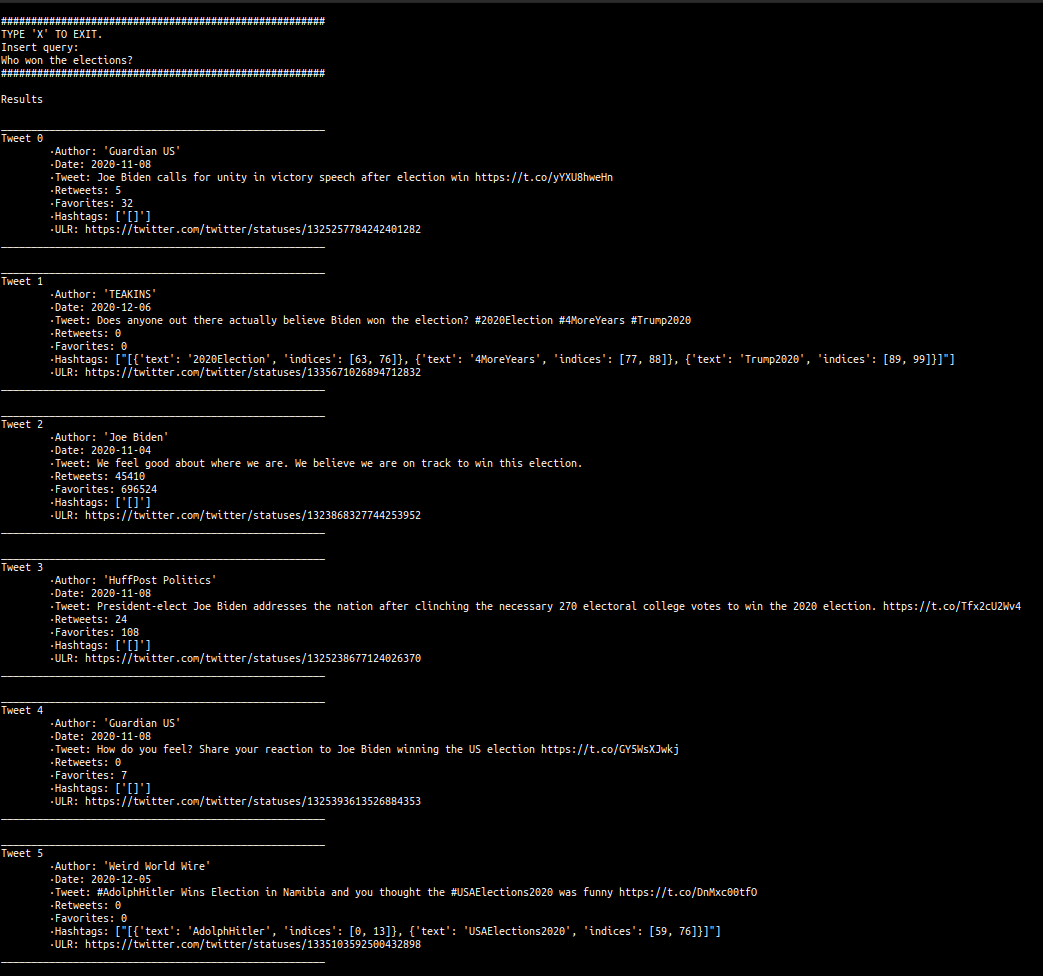 ######################################################
TYPE 'X' TO EXIT.
Insert query:
Who won the elections?
######################################################
Results
______________________________________________________
Tweet 0
·Author: 'Guardian US'
·Date: 2020-11-08
·Tweet: Joe Biden calls for unity in victory speech after election win https://t.co/yYXU8hweHn
·Retweets: 5
·Favorites: 32
·Hashtags: ['[]']
·ULR: https://twitter.com/twitter/statuses/1325257784242401282
______________________________________________________
______________________________________________________
Tweet 1
·Author: 'TEAKINS'
·Date: 2020-12-06
·Tweet: Does anyone out there actually believe Biden won the election? #2020Election #4MoreYears #Trump2020
·Retweets: 0
·Favorites: 0
·Hashtags: ["[{'text': '2020Election', 'indices': [63, 76]}, {'text': '4MoreYears', 'indices': [77, 88]}, {'text': 'Trump2020', 'indices': [89, 99]}]"]
·ULR: https://twitter.com/twitter/statuses/1335671026894712832
______________________________________________________
______________________________________________________
Tweet 2
·Author: 'Joe Biden'
·Date: 2020-11-04
·Tweet: We feel good about where we are. We believe we are on track to win this election.
·Retweets: 45410
·Favorites: 696524
·Hashtags: ['[]']
·ULR: https://twitter.com/twitter/statuses/1323868327744253952
______________________________________________________
______________________________________________________
Tweet 3
·Author: 'HuffPost Politics'
·Date: 2020-11-08
·Tweet: President-elect Joe Biden addresses the nation after clinching the necessary 270 electoral college votes to win the 2020 election. https://t.co/Tfx2cU2Wv4
·Retweets: 24
·Favorites: 108
·Hashtags: ['[]']
·ULR: https://twitter.com/twitter/statuses/1325238677124026370
______________________________________________________
______________________________________________________
Tweet 4
·Author: 'Guardian US'
·Date: 2020-11-08
·Tweet: How do you feel? Share your reaction to Joe Biden winning the US election https://t.co/GY5WsXJwkj
·Retweets: 0
·Favorites: 7
·Hashtags: ['[]']
·ULR: https://twitter.com/twitter/statuses/1325393613526884353
______________________________________________________
______________________________________________________
Tweet 5
·Author: 'Weird World Wire'
·Date: 2020-12-05
·Tweet: #AdolphHitler Wins Election in Namibia and you thought the #USAElections2020 was funny https://t.co/DnMxc00tfO
·Retweets: 0
·Favorites: 0
·Hashtags: ["[{'text': 'AdolphHitler', 'indices': [0, 13]}, {'text': 'USAElections2020', 'indices': [59, 76]}]"]
·ULR: https://twitter.com/twitter/statuses/1335103592500432898
______________________________________________________